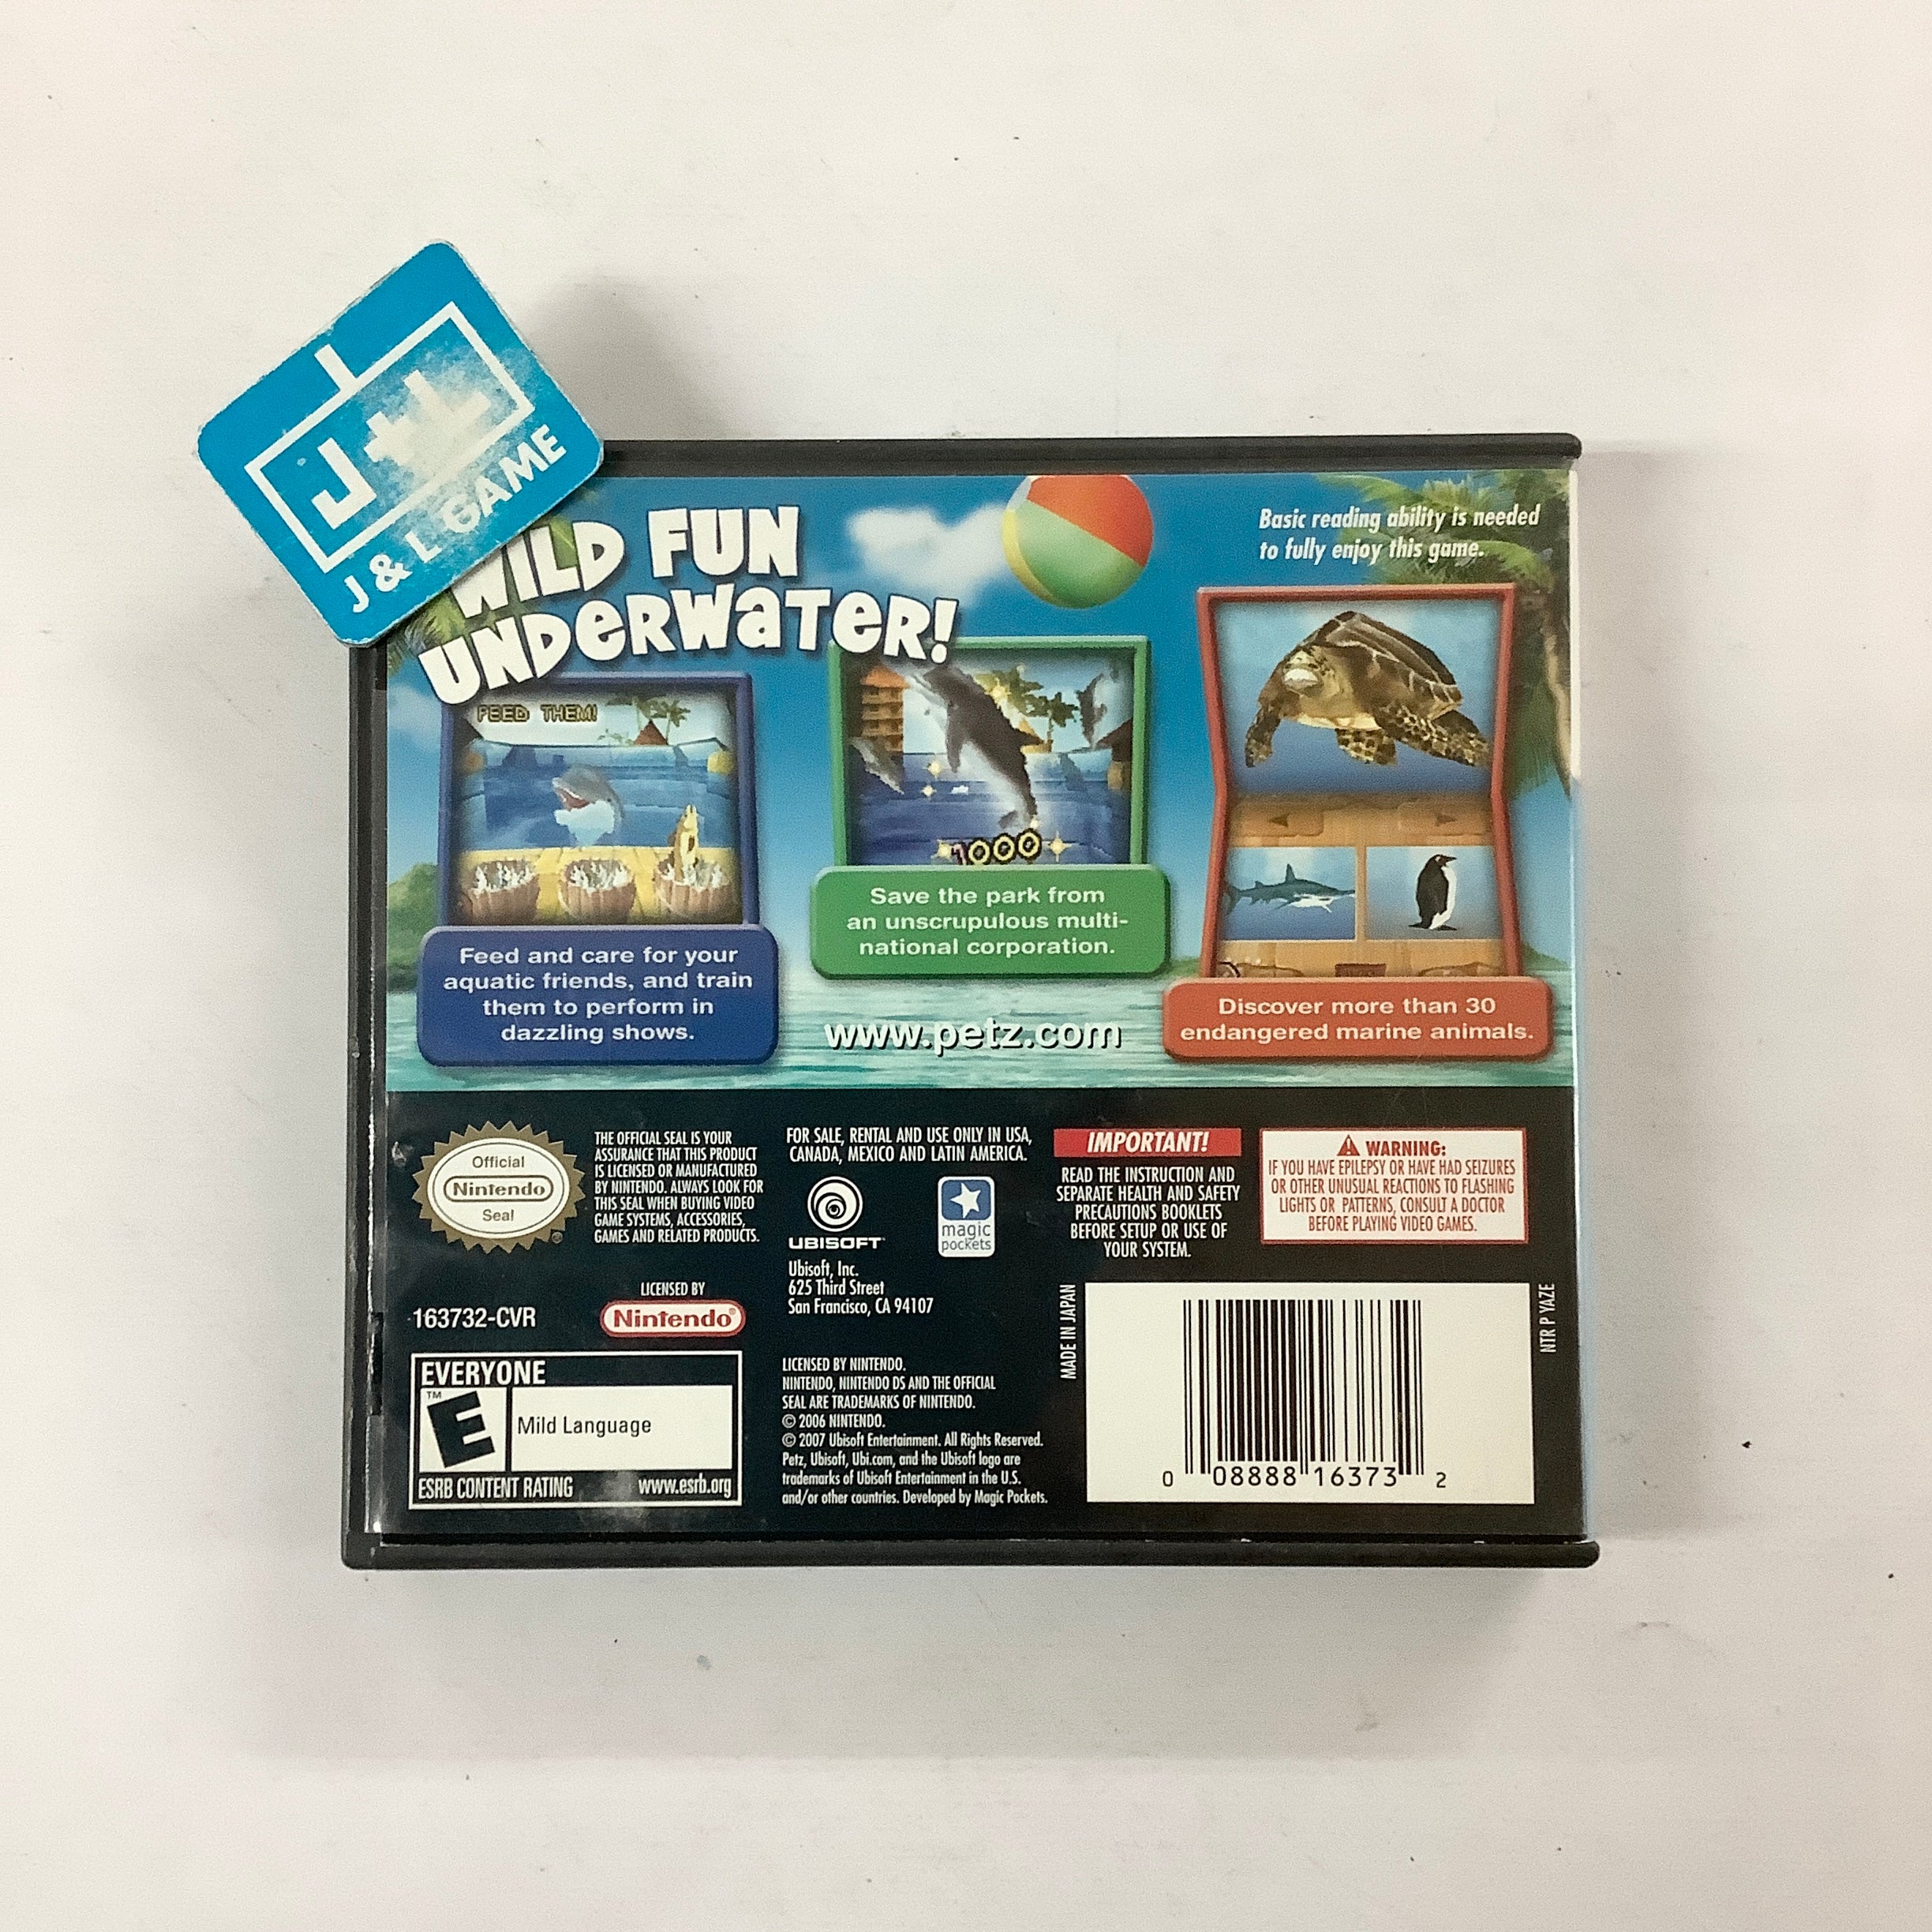 J & L
J & L GAME
WILD FUN
UNDERWATER!
Basic reading ability is needed
to fully enjoy this game.
FEED THEM!
1000
Feed and care for your
aquatic friends, and train
them to perform in
dazzling shows.
Save the park from
an unscrupulous multi-
national corporation.
Discover more than 30
endangered marine animals.
www.petz.com
Official
Nintendo
Seal
®
THE OFFICIAL SEAL IS YOUR
ASSURANCE THAT THIS PRODUCT
IS LICENSED OR MANUFACTURED
BY NINTENDO. ALWAYS LOOK FOR
THIS SEAL WHEN BUYING VIDEO
GAME SYSTEMS, ACCESSORIES,
GAMES AND RELATED PRODUCTS.
FOR SALE, RENTAL AND USE ONLY IN USA,
CANADA, MEXICO AND LATIN AMERICA.
UBISOFT
magic
pockets
Ubisoft, Inc.
625 Third Street
San Francisco, CA 94107
IMPORTANT!
READ THE INSTRUCTION AND
SEPARATE HEALTH AND SAFETY
PRECAUTIONS BOOKLETS
BEFORE SETUP OR USE OF
YOUR SYSTEM.
WARNING:
IF YOU HAVE EPILEPSY OR HAVE HAD SEIZURES
OR OTHER UNUSUAL REACTIONS TO FLASHING
LIGHTS OR PATTERNS, CONSULT A DOCTOR
BEFORE PLAYING VIDEO GAMES.
163732-CVR
LICENSED BY
Nintendo®
EVERYONE
E™
Mild Language
ESRB CONTENT RATING www.esrb.org
LICENSED BY NINTENDO.
NINTENDO, NINTENDO DS AND THE OFFICIAL
SEAL ARE TRADEMARKS OF NINTENDO.
© 2006 NINTENDO.
© 2007 Ubisoft Entertainment. All Rights Reserved.
Petz, Ubisoft, Ubi.com, and the Ubisoft logo are
trademarks of Ubisoft Entertainment in the U.S.
and/or other countries. Developed by Magic Pockets.
MADE IN JAPAN
0 08888 16373 2
NTR P YAZE